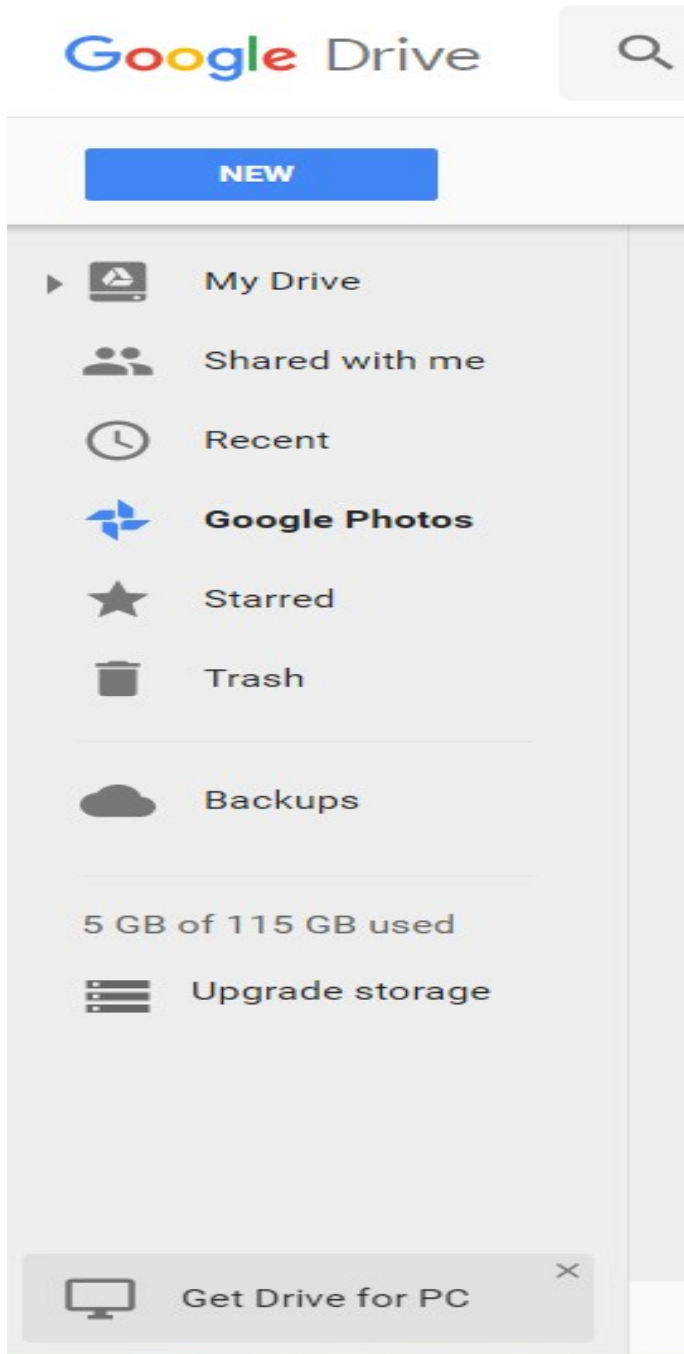 Google Drive
NEW
My Drive
Shared with me
Recent
Google Photos
Starred
Trash
Backups
5 GB of 115 GB used
Upgrade storage
Get Drive for PC